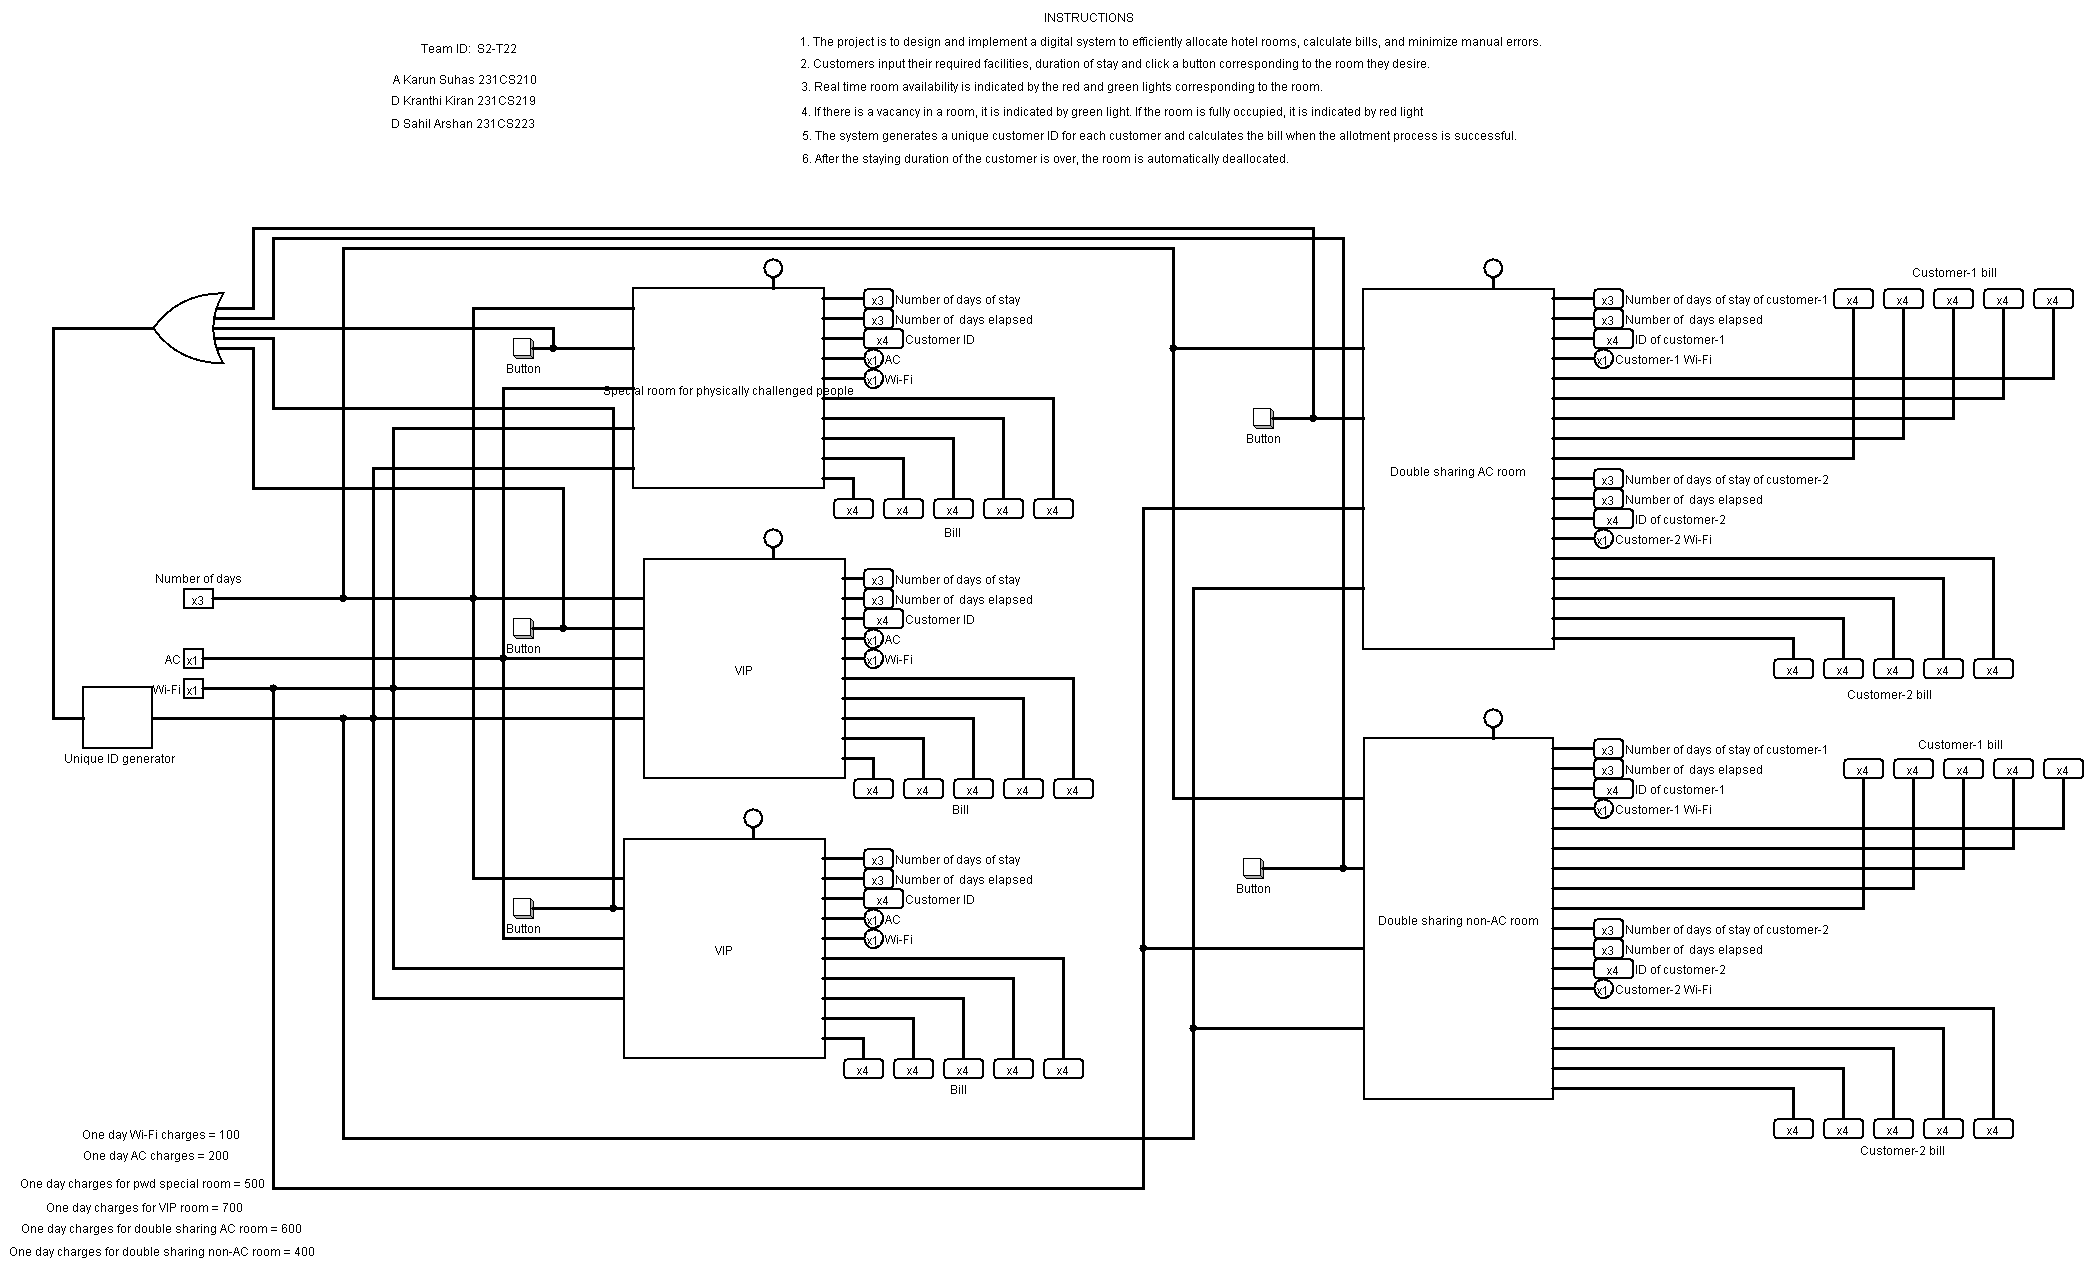 INSTRUCTIONS
Team ID:  S2-T22
A Karun Suhas 231CS210
D Kranthi Kiran 231CS219
D Sahil Arshan 231CS223
1. The project is to design and implement a digital system to efficiently allocate hotel rooms, calculate bills, and minimize manual errors.
2. Customers input their required facilities, duration of stay and click a button corresponding to the room they desire.
3. Real time room availability is indicated by the red and green lights corresponding to the room.
4. If there is a vacancy in a room, it is indicated by green light. If the room is fully occupied, it is indicated by red light
5. The system generates a unique customer ID for each customer and calculates the bill when the allotment process is successful.
6. After the staying duration of the customer is over, the room is automatically deallocated.
Button
Special room for physically challenged people
x3 Number of days of stay
x3 Number of  days elapsed
x4 Customer ID
x1 AC
x1 Wi-Fi
x4 x4 x4 x4 x4
Bill
Number of days
x3
AC x1
Wi-Fi x1
Unique ID generator
Button
VIP
x3 Number of days of stay
x3 Number of  days elapsed
x4 Customer ID
x1 AC
x1 Wi-Fi
x4 x4 x4 x4 x4
Bill
Button
VIP
x3 Number of days of stay
x3 Number of  days elapsed
x4 Customer ID
x1 AC
x1 Wi-Fi
x4 x4 x4 x4 x4
Bill
Button
Double sharing AC room
Customer-1 bill
x4 x4 x4 x4 x4
x3 Number of days of stay of customer-1
x3 Number of  days elapsed
x4 ID of customer-1
x1 Customer-1 Wi-Fi
x3 Number of days of stay of customer-2
x3 Number of  days elapsed
x4 ID of customer-2
x1 Customer-2 Wi-Fi
x4 x4 x4 x4 x4
Customer-2 bill
Button
Double sharing non-AC room
Customer-1 bill
x4 x4 x4 x4 x4
x3 Number of days of stay of customer-1
x3 Number of  days elapsed
x4 ID of customer-1
x1 Customer-1 Wi-Fi
x3 Number of days of stay of customer-2
x3 Number of  days elapsed
x4 ID of customer-2
x1 Customer-2 Wi-Fi
x4 x4 x4 x4 x4
Customer-2 bill
One day Wi-Fi charges = 100
One day AC charges = 200
One day charges for pwd special room = 500
One day charges for VIP room = 700
One day charges for double sharing AC room = 600
One day charges for double sharing non-AC room = 400